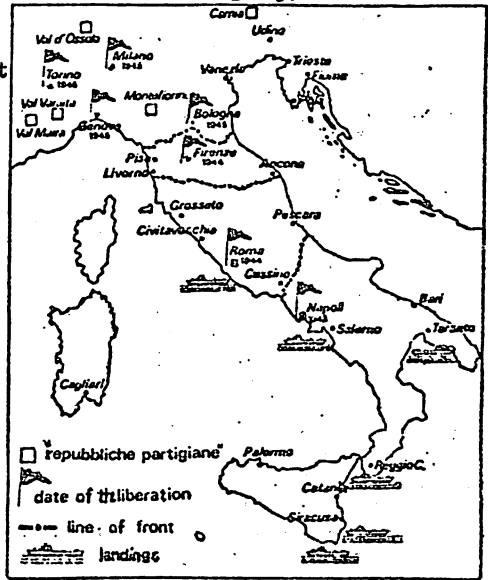 Carnia
Udine
Val d'Ossola
Milano
1945
t
Torino
1945
Venezia
Trieste
Fiume
Val Varaita
Montefiorino
Bologna
1945
Val Maira
Genova
1945
Firenze
1944
Pisa
Livorno
Ancona
Grosseto
Pescara
Civitavecchia
Roma
1944
Cassino
Napoli
Bari
Salerno
Taranto
Cagliari
"repubbliche partigiane"
Palermo
Reggio C.
date of th liberation
Catania
line of front
Siracusa
landings